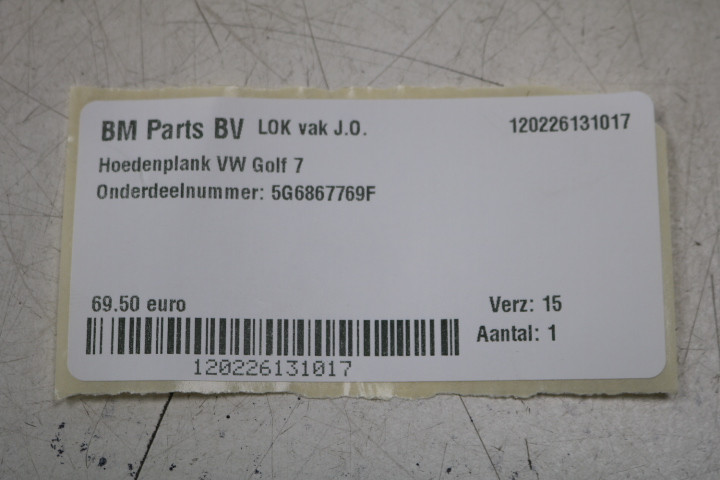 BM Parts BV LOK vak J.O. 120226131017
Hoedenplank VW Golf 7
Onderdeelnummer: 5G6867769F
69.50 euro Verz: 15
Aantal: 1
120226131017